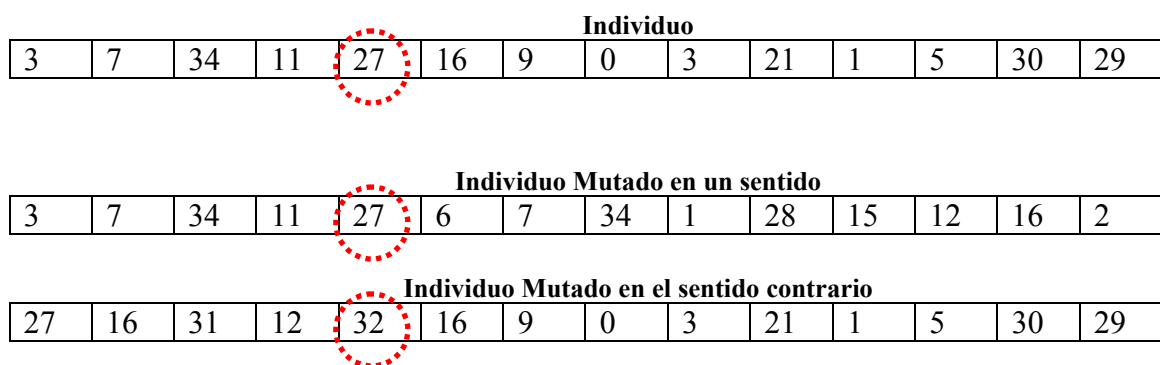 Individuo
3 7 34 11 27 16 9 0 3 21 1 5 30 29
Individuo Mutado en un sentido
3 7 34 11 27 6 7 34 1 28 15 12 16 2
Individuo Mutado en el sentido contrario
27 16 31 12 32 16 9 0 3 21 1 5 30 29